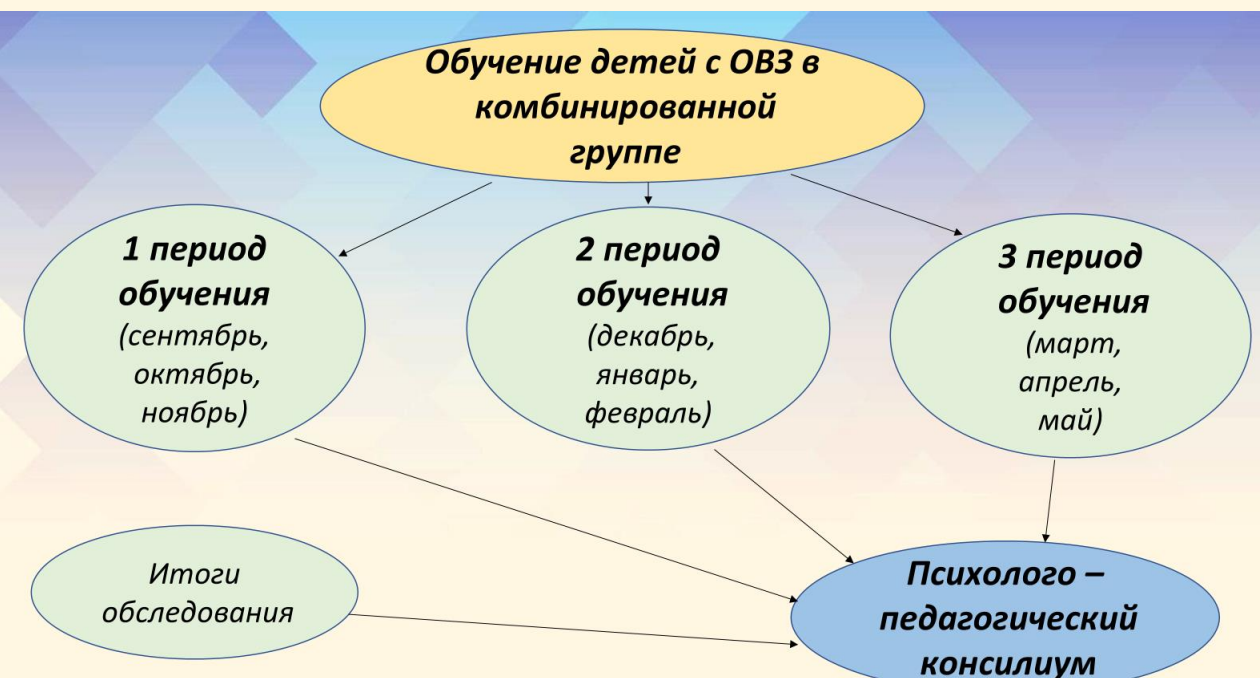 Обучение детей с ОВЗ в
комбинированной
группе
1 период
обучения
(сентябрь,
октябрь,
ноябрь)
2 период
обучения
(декабрь,
январь,
февраль)
3 период
обучения
(март,
апрель,
май)
Итоги
обследования
Психолого –
педагогический
консилиум